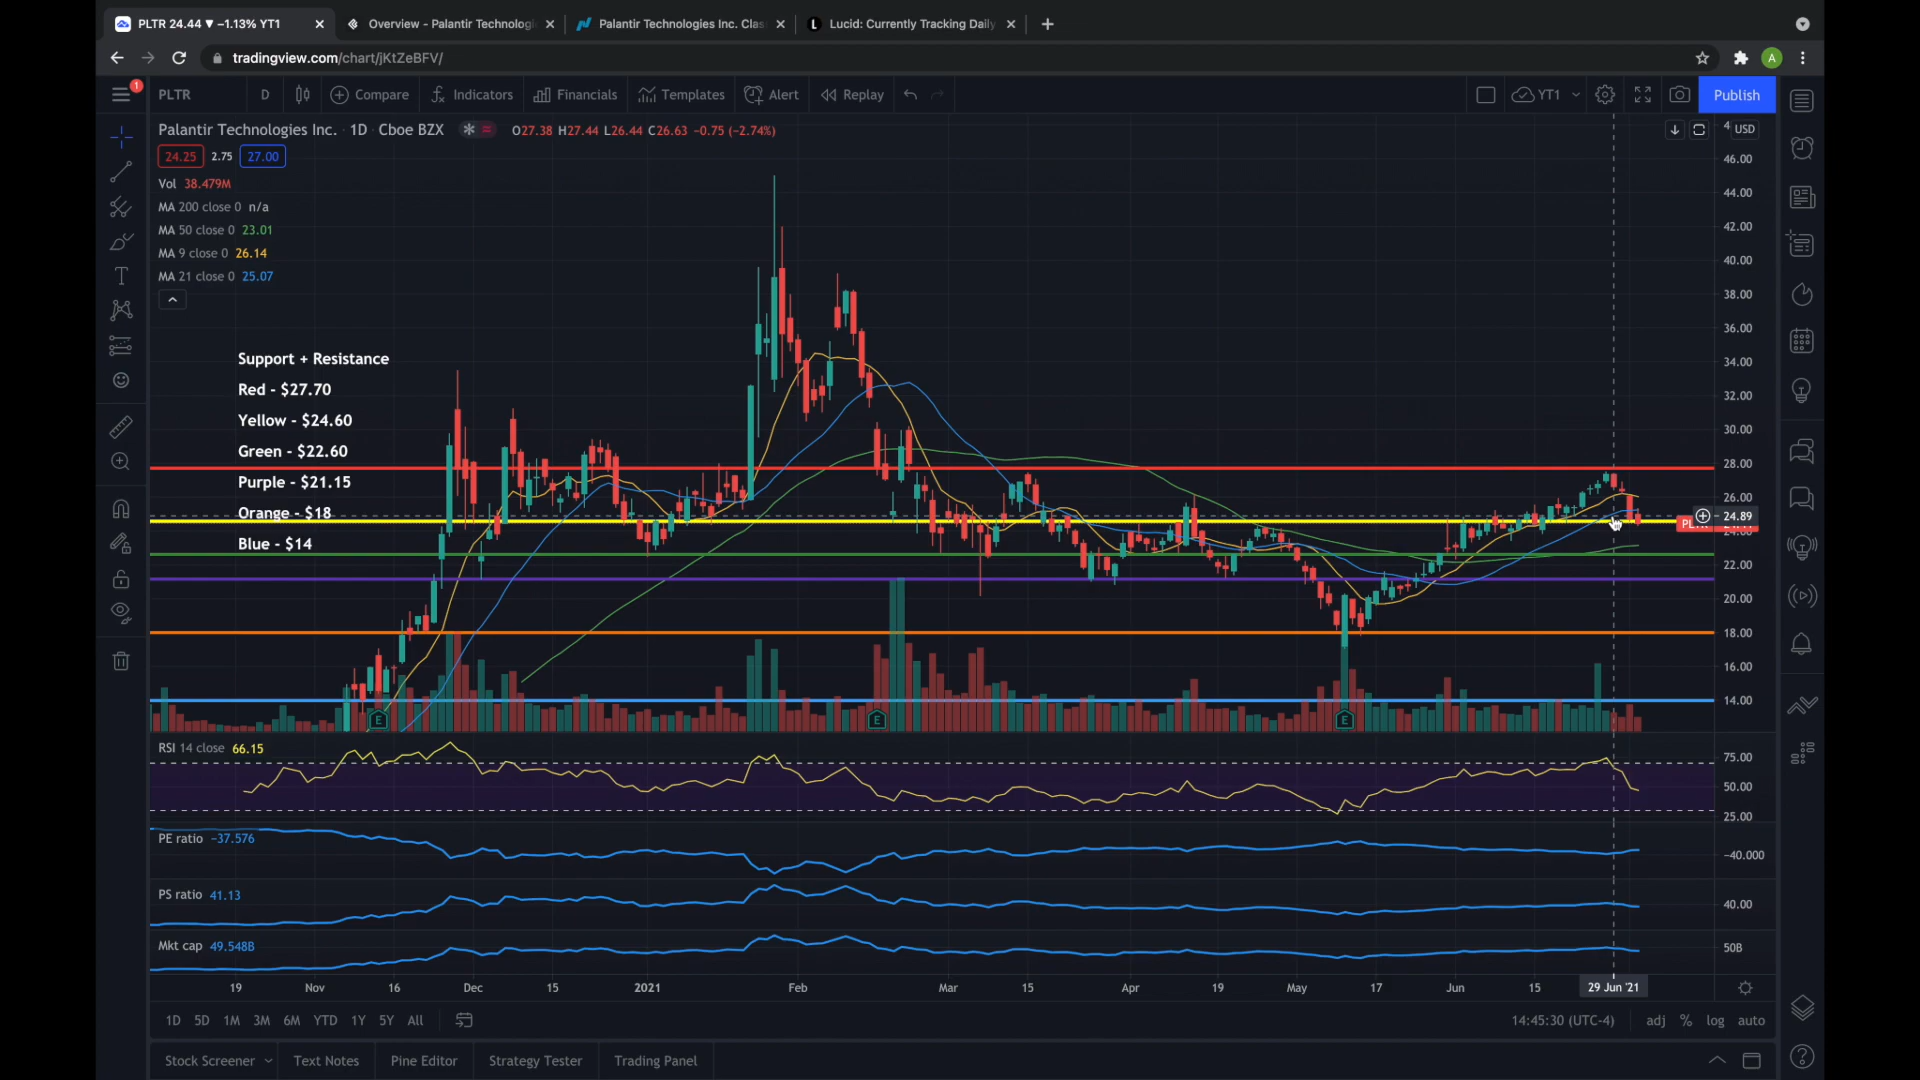 PLTR 24.44 ▼ −1.13% YT1
Overview - Palantir Technologi
Palantir Technologies Inc. Clas
Lucid: Currently Tracking Daily
tradingview.com/chart/jKtZeBFV/
A
1
PLTR
D
Compare
Indicators
Financials
Templates
Alert
Replay
YT1
Publish
Palantir Technologies Inc. · 1D · Cboe BZX
O27.38 H27.44 L26.44 C26.63 −0.75 (−2.74%)
24.25 2.75 27.00
Vol 38.479M
MA 200 close 0 n/a
MA 50 close 0 23.01
MA 9 close 0 26.14
MA 21 close 0 25.07
Support + Resistance
Red - $27.70
Yellow - $24.60
Green - $22.60
Purple - $21.15
Orange - $18
Blue - $14
USD
46.00
44.00
42.00
40.00
38.00
36.00
34.00
32.00
30.00
28.00
26.00
24.89
22.00
20.00
18.00
16.00
14.00
E
E
E
RSI 14 close 66.15
75.00
50.00
25.00
PE ratio −37.576
−40.000
PS ratio 41.13
40.00
Mkt cap 49.548B
50B
19 Nov 16 Dec 15 2021 Feb Mar 15 Apr 19 May 17 Jun 15 29 Jun '21
1D 5D 1M 3M 6M YTD 1Y 5Y All
14:45:30 (UTC-4) adj % log auto
Stock Screener Text Notes Pine Editor Strategy Tester Trading Panel